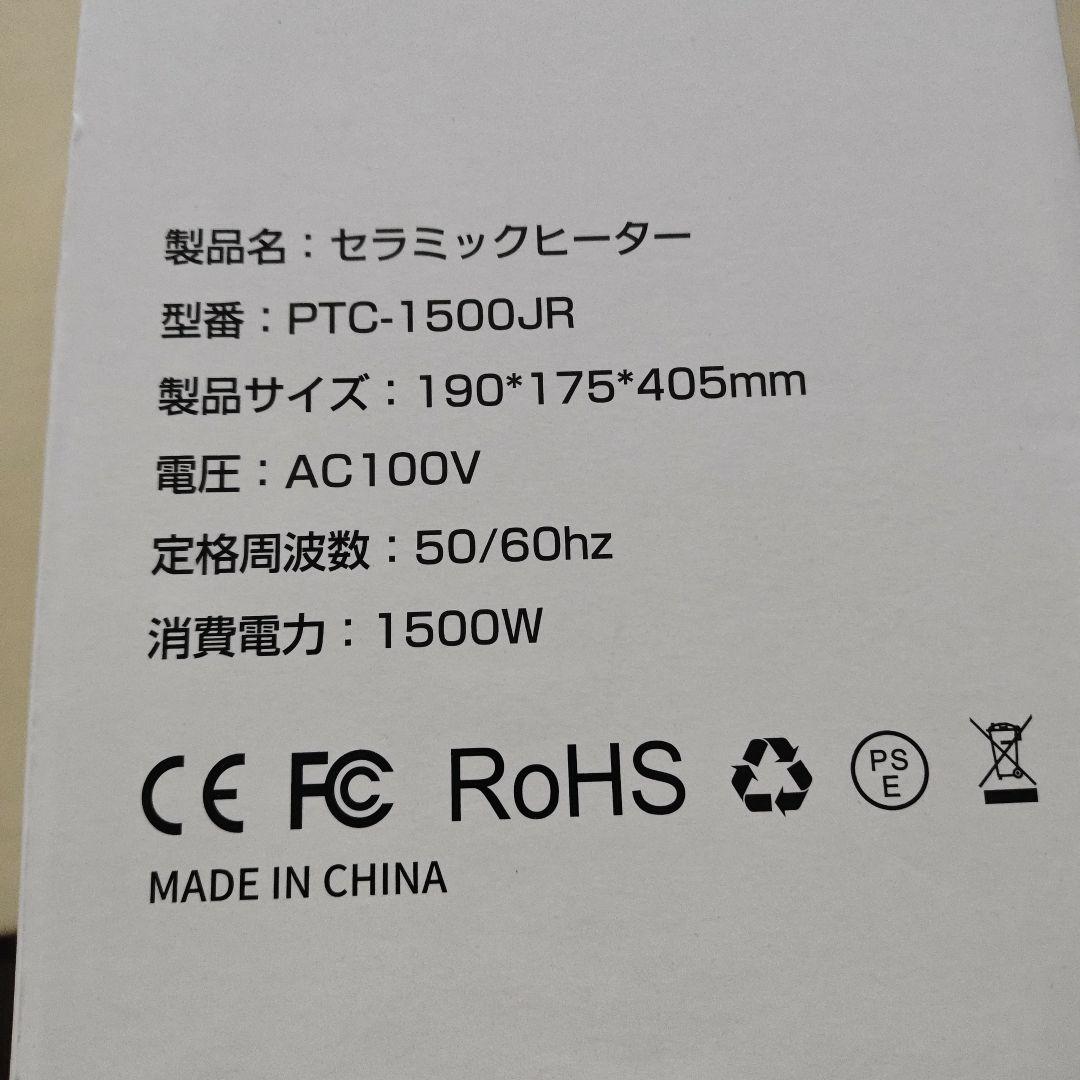 製品名：セラミックヒーター
型番：PTC-1500JR
製品サイズ：190*175*405mm
電圧：AC100V
定格周波数：50/60hz
消費電力：1500W
CE FC RoHS PSE
MADE IN CHINA